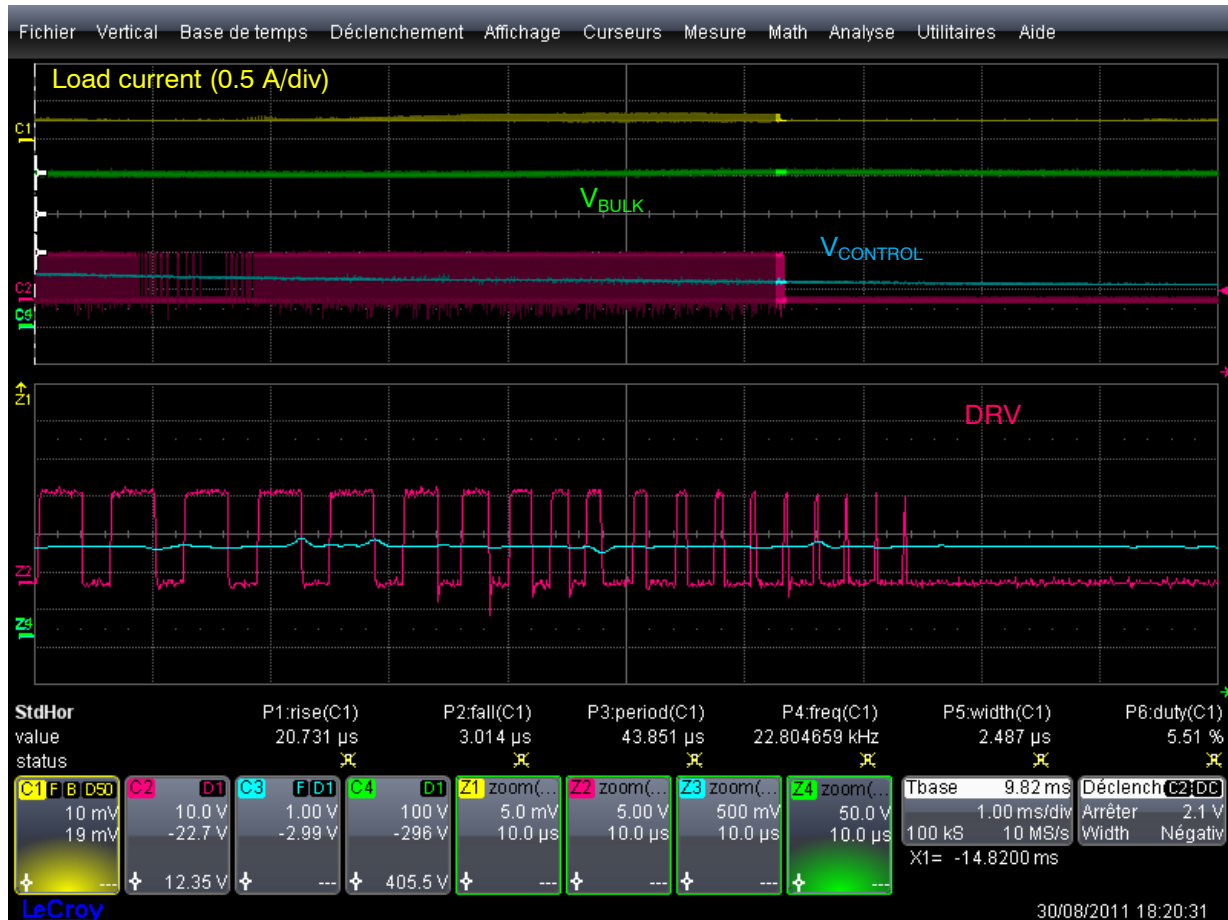 Fichier Vertical Base de temps Déclenchement Affichage Curseurs Mesure Math Analyse Utilitaires Aide
Load current (0.5 A/div)
C1
VBULK
VCONTROL
C2
C4
Z1
DRV
Z2
Z4
StdHor P1:rise(C1) P2:fall(C1) P3:period(C1) P4:freq(C1) P5:width(C1) P6:duty(C1)
value 20.731 µs 3.014 µs 43.851 µs 22.804659 kHz 2.487 µs 5.51 %
status
C1 F B D50 C2 D1 C3 F D1 C4 D1 Z1 zoom(... Z2 zoom(... Z3 zoom(... Z4 zoom(... Tbase 9.82 ms Déclench C2 DC
10 mV 10.0 V 1.00 V 100 V 5.0 mV 5.00 V 500 mV 50.0 V 1.00 ms/div Arrêter 2.1 V
19 mV -22.7 V -2.99 V -296 V 10.0 µs 10.0 µs 10.0 µs 10.0 µs 100 kS 10 MS/s Width Négativ
X1= -14.8200 ms
--- 12.35 V --- 405.5 V --- --- --- ---
LeCroy 30/08/2011 18:20:31